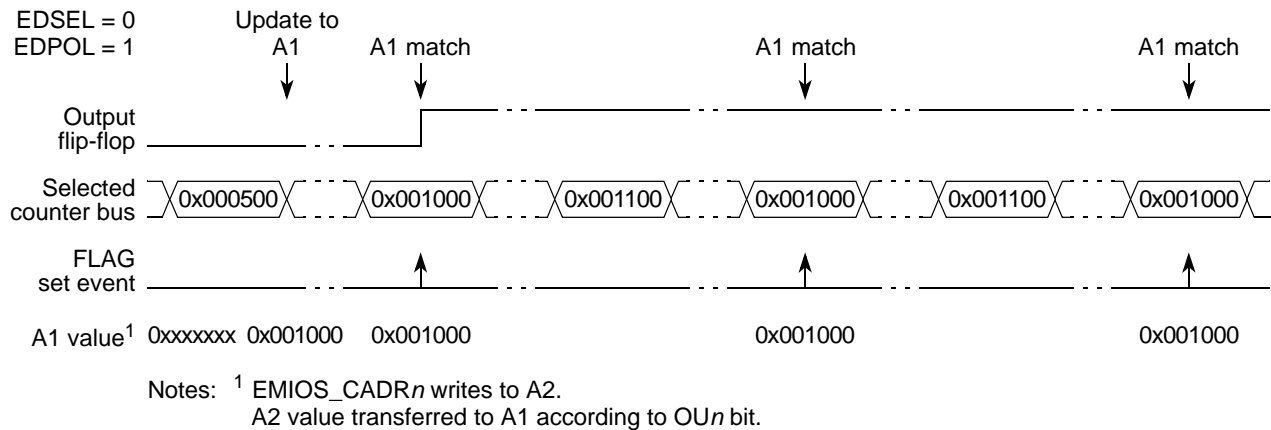 EDSEL = 0
EDPOL = 1
Update to
A1
A1 match
A1 match
A1 match
Output
flip-flop
Selected
counter bus
0x000500
0x001000
0x001100
0x001000
0x001100
0x001000
FLAG
set event
A1 value1 0xxxxxxx 0x001000 0x001000 0x001000 0x001000
Notes: 1 EMIOS_CADRn writes to A2.
A2 value transferred to A1 according to OUn bit.